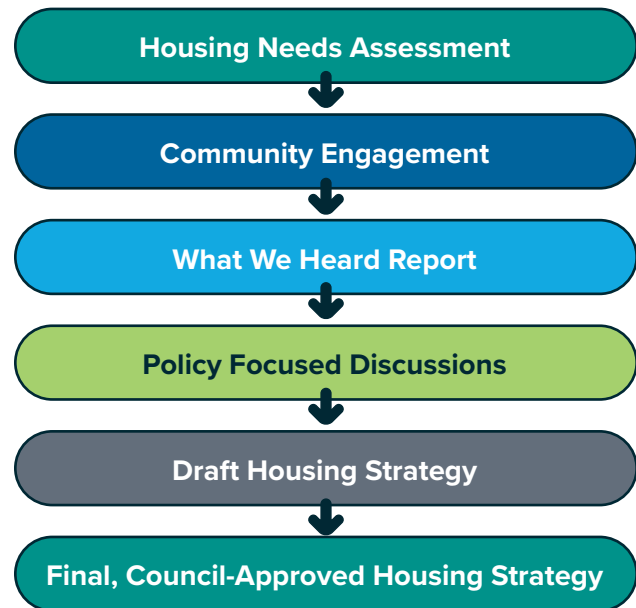 Housing Needs Assessment
Community Engagement
What We Heard Report
Policy Focused Discussions
Draft Housing Strategy
Final, Council-Approved Housing Strategy